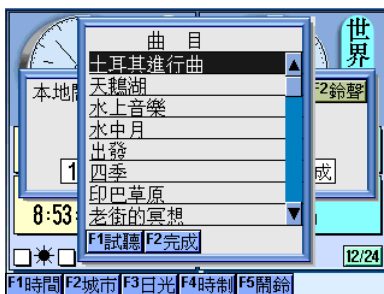 曲 目
土耳其進行曲
天鵝湖
水上音樂
水中月
出發
四季
印巴草原
老街的冥想
F1試聽 F2完成
世界
本地
F2鈴聲
1
成
8:53
12/24
F1時間 F2城市 F3日光 F4時制 F5鬧鈴